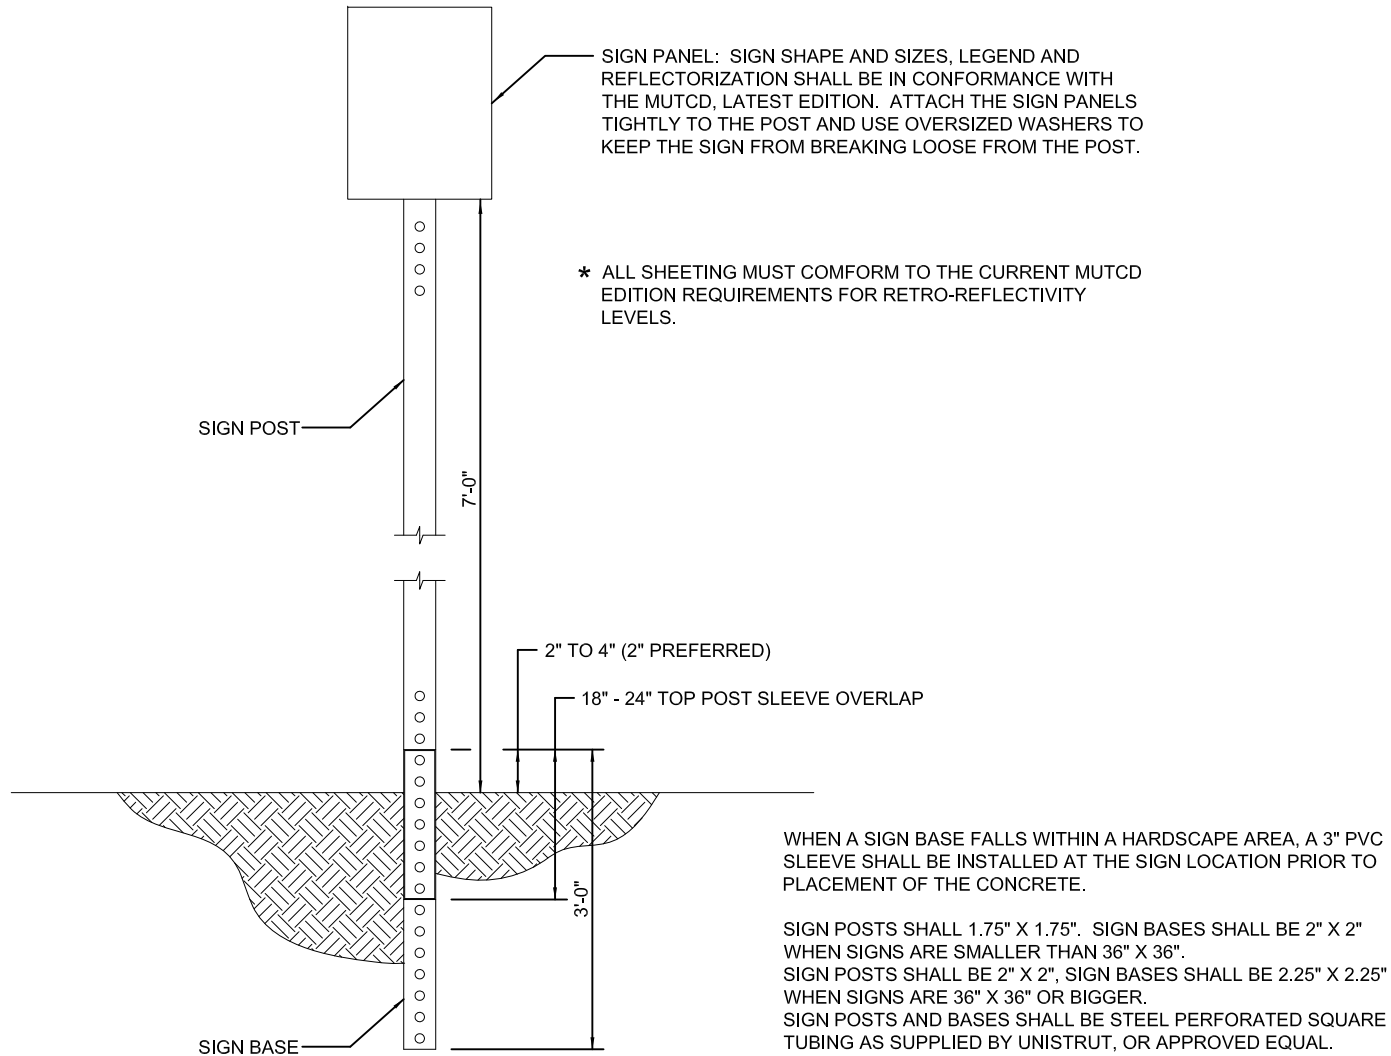 SIGN PANEL: SIGN SHAPE AND SIZES, LEGEND AND
REFLECTORIZATION SHALL BE IN CONFORMANCE WITH
THE MUTCD, LATEST EDITION. ATTACH THE SIGN PANELS
TIGHTLY TO THE POST AND USE OVERSIZED WASHERS TO
KEEP THE SIGN FROM BREAKING LOOSE FROM THE POST.
* ALL SHEETING MUST COMFORM TO THE CURRENT MUTCD
EDITION REQUIREMENTS FOR RETRO-REFLECTIVITY
LEVELS.
SIGN POST
7'-0"
2" TO 4" (2" PREFERRED)
18" - 24" TOP POST SLEEVE OVERLAP
3'-0"
SIGN BASE
WHEN A SIGN BASE FALLS WITHIN A HARDSCAPE AREA, A 3" PVC
SLEEVE SHALL BE INSTALLED AT THE SIGN LOCATION PRIOR TO
PLACEMENT OF THE CONCRETE.
SIGN POSTS SHALL 1.75" X 1.75". SIGN BASES SHALL BE 2" X 2"
WHEN SIGNS ARE SMALLER THAN 36" X 36".
SIGN POSTS SHALL BE 2" X 2", SIGN BASES SHALL BE 2.25" X 2.25"
WHEN SIGNS ARE 36" X 36" OR BIGGER.
SIGN POSTS AND BASES SHALL BE STEEL PERFORATED SQUARE
TUBING AS SUPPLIED BY UNISTRUT, OR APPROVED EQUAL.